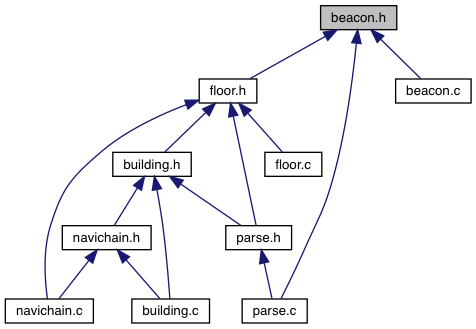 beacon.h
floor.h
beacon.c
building.h
floor.c
navichain.h
parse.h
navichain.c
building.c
parse.c